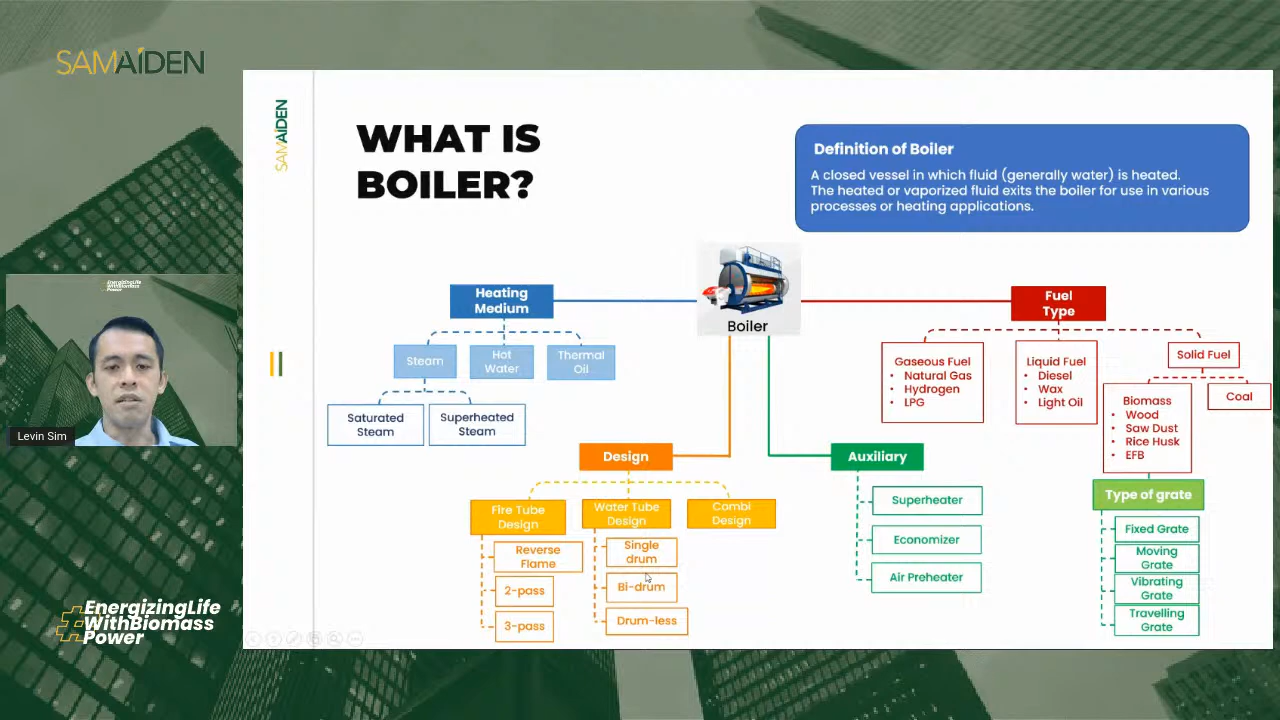 SAMAIDEN
SAMAIDEN
WHAT IS
BOILER?
Definition of Boiler
A closed vessel in which fluid (generally water) is heated.
The heated or vaporized fluid exits the boiler for use in various
processes or heating applications.
Boiler
Heating
Medium
Steam
Hot
Water
Thermal
Oil
Saturated
Steam
Superheated
Steam
Fuel
Type
Gaseous Fuel
• Natural Gas
• Hydrogen
• LPG
Liquid Fuel
• Diesel
• Wax
• Light Oil
Solid Fuel
Biomass
• Wood
• Saw Dust
• Rice Husk
• EFB
Coal
Type of grate
Fixed Grate
Moving
Grate
Vibrating
Grate
Travelling
Grate
Design
Fire Tube
Design
Reverse
Flame
2-pass
3-pass
Water Tube
Design
Single
drum
Bi-drum
Drum-less
Combi
Design
Auxiliary
Superheater
Economizer
Air Preheater
#EnergizingLife
WithBiomass
Power
Levin Sim
#EnergizingLife
WithBiomass
Power